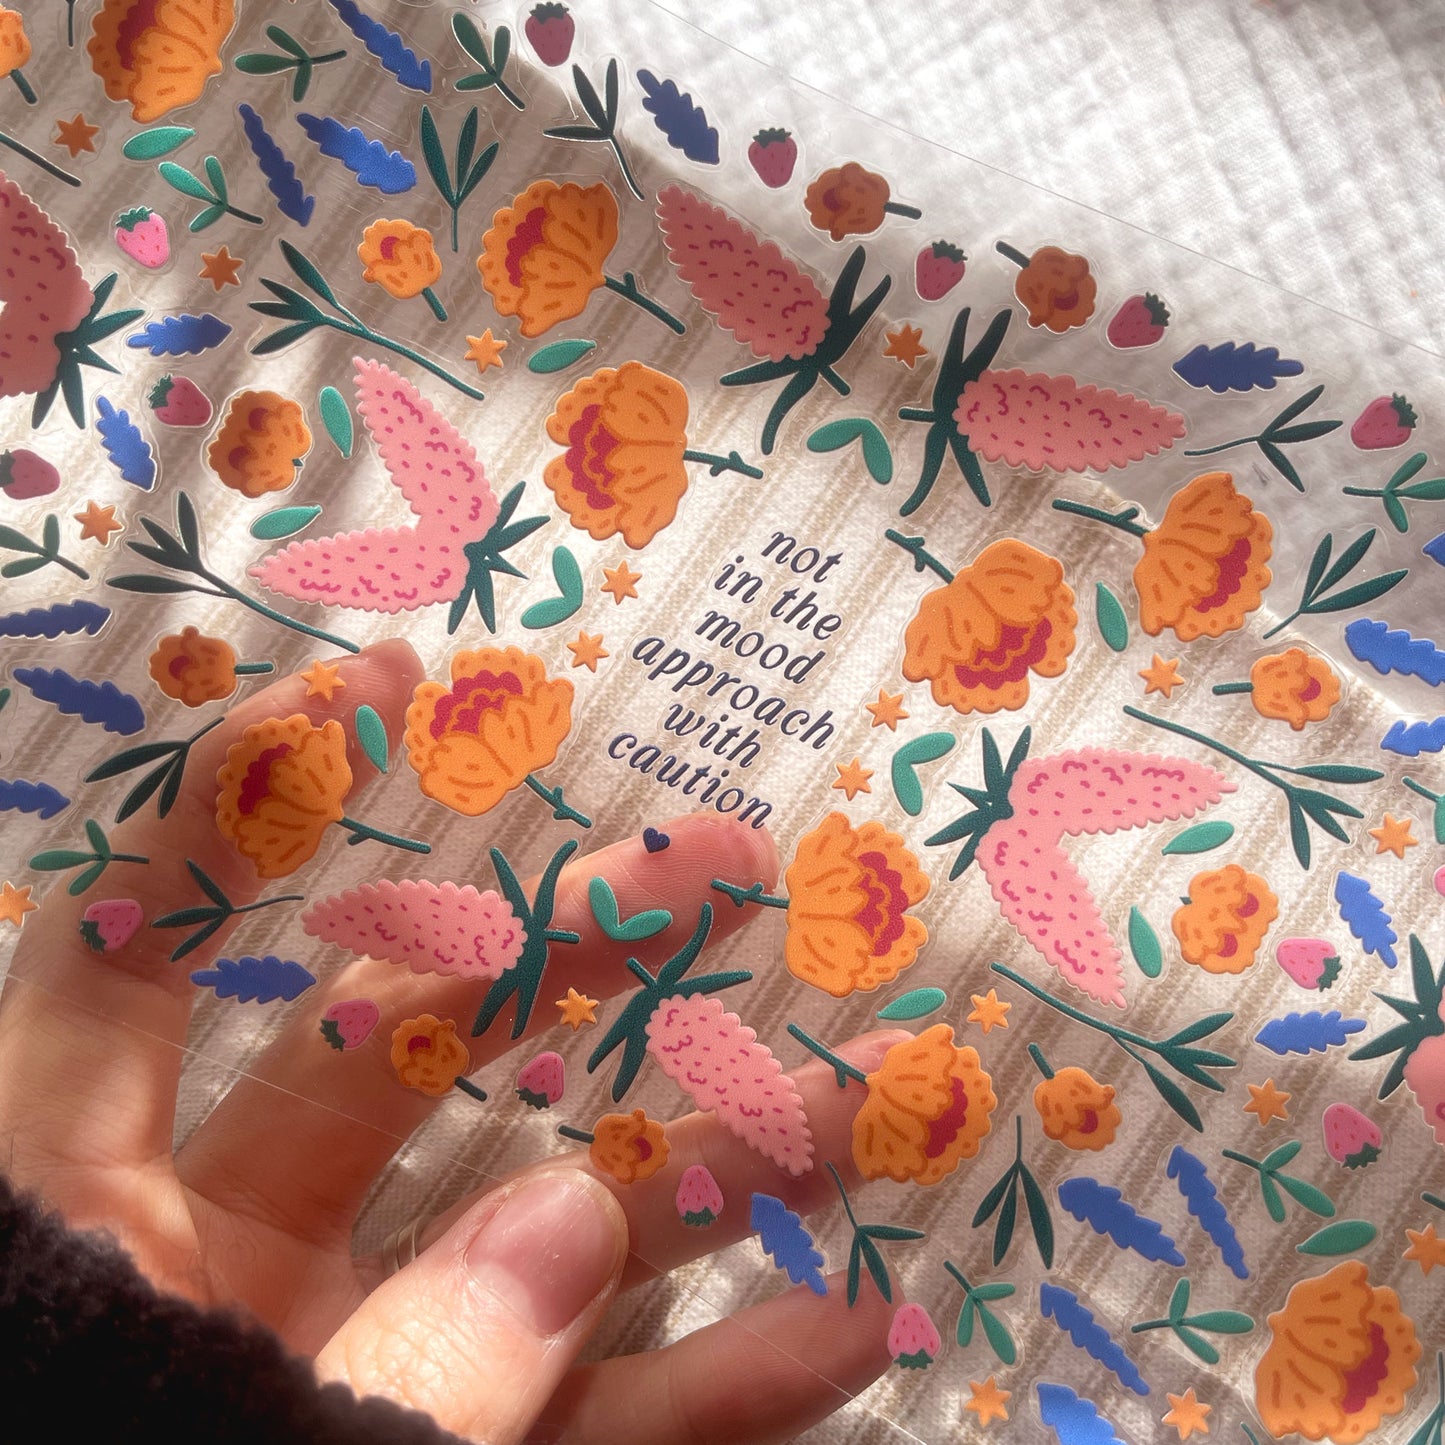 not
in the
mood
approach
with
caution